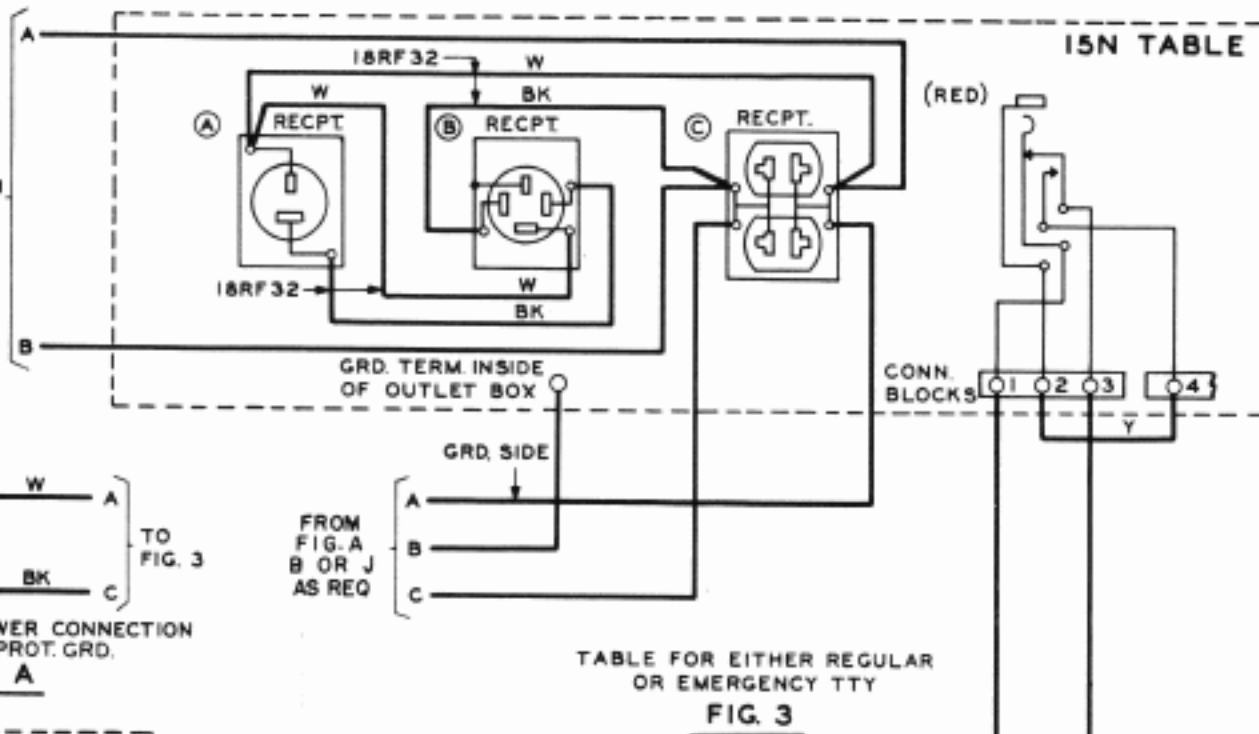 A
15N TABLE
18RF32
W
W
BK
(RED)
A
RECPT.
B
RECPT.
C
RECPT.
18RF32
W
BK
B
GRD. TERM. INSIDE
OF OUTLET BOX
CONN.
BLOCKS
1
2
3
4
Y
GRD. SIDE
W
A
TO
FIG. 3
BK
C
FROM
FIG. A
B OR J
AS REQ
A
B
C
CONNECTION
PROT. GRD.
A
TABLE FOR EITHER REGULAR
OR EMERGENCY TTY
FIG. 3